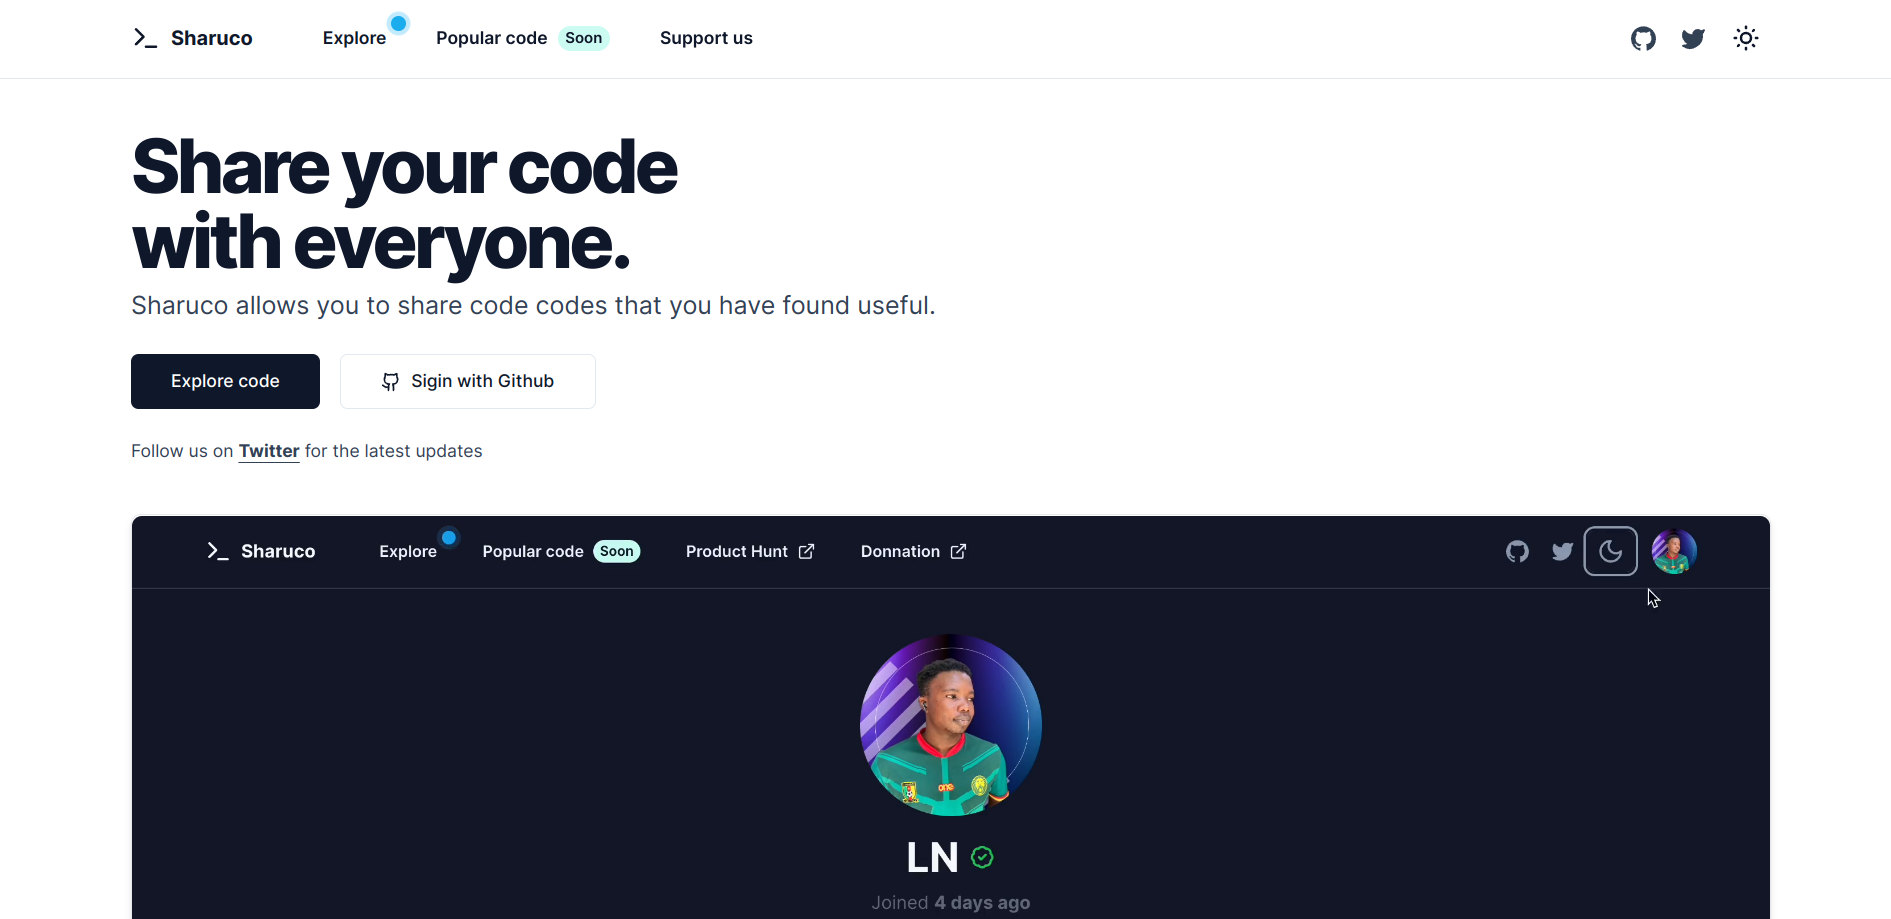 Sharuco Explore Popular code Soon Support us
Share your code
with everyone.
Sharuco allows you to share code codes that you have found useful.
Explore code Sigin with Github
Follow us on Twitter for the latest updates
Sharuco Explore Popular code Soon Product Hunt Donnation
one
LN
Joined 4 days ago